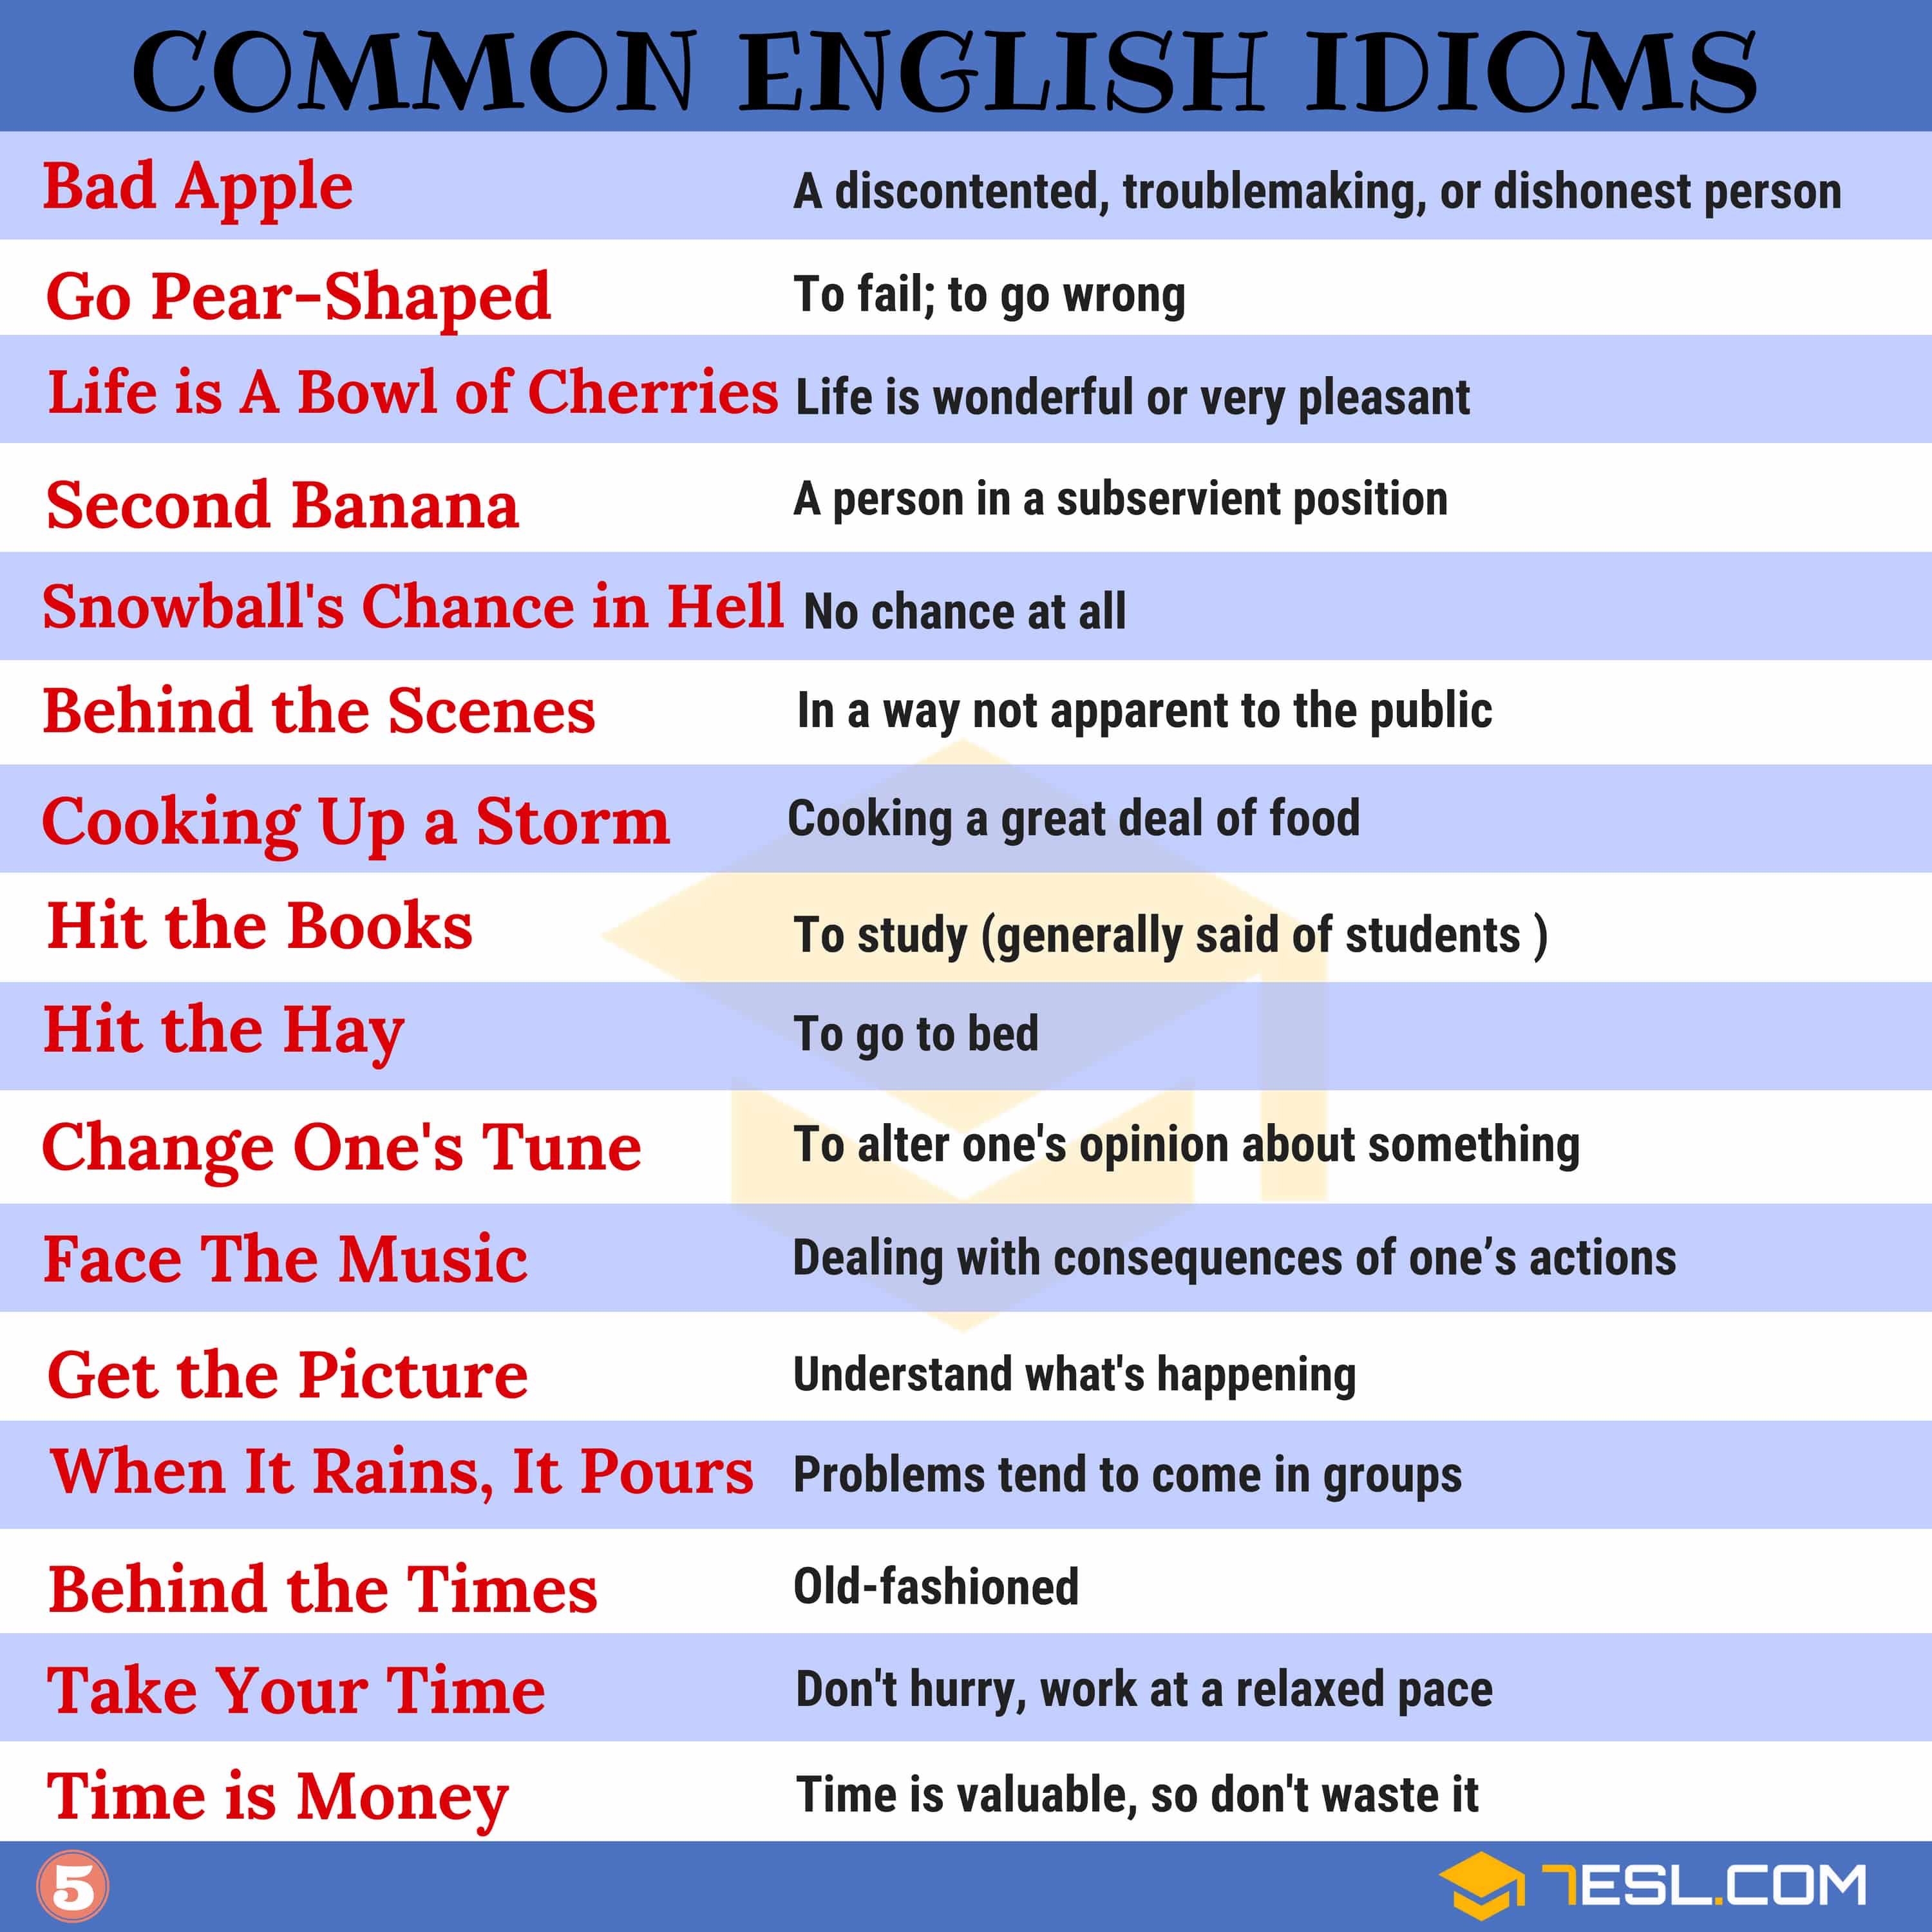 COMMON ENGLISH IDIOMS
Bad Apple A discontented, troublemaking, or dishonest person
Go Pear-Shaped To fail; to go wrong
Life is A Bowl of Cherries Life is wonderful or very pleasant
Second Banana A person in a subservient position
Snowball's Chance in Hell No chance at all
Behind the Scenes In a way not apparent to the public
Cooking Up a Storm Cooking a great deal of food
Hit the Books To study (generally said of students )
Hit the Hay To go to bed
Change One's Tune To alter one's opinion about something
Face The Music Dealing with consequences of one’s actions
Get the Picture Understand what's happening
When It Rains, It Pours Problems tend to come in groups
Behind the Times Old-fashioned
Take Your Time Don't hurry, work at a relaxed pace
Time is Money Time is valuable, so don't waste it
5 7ESL.COM